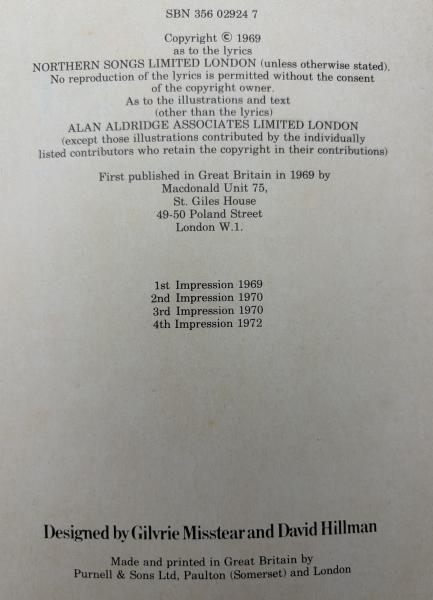 SBN 356 02924 7
Copyright © 1969
as to the lyrics
NORTHERN SONGS LIMITED LONDON (unless otherwise stated).
No reproduction of the lyrics is permitted without the consent
of the copyright owner.
As to the illustrations and text
(other than the lyrics)
ALAN ALDRIDGE ASSOCIATES LIMITED LONDON
(except those illustrations contributed by the individually
listed contributors who retain the copyright in their contributions)
First published in Great Britain in 1969 by
Macdonald Unit 75,
St. Giles House
49-50 Poland Street
London W.1.
1st Impression 1969
2nd Impression 1970
3rd Impression 1970
4th Impression 1972
Designed by Gilvrie Misstear and David Hillman
Made and printed in Great Britain by
Purnell & Sons Ltd, Paulton (Somerset) and London